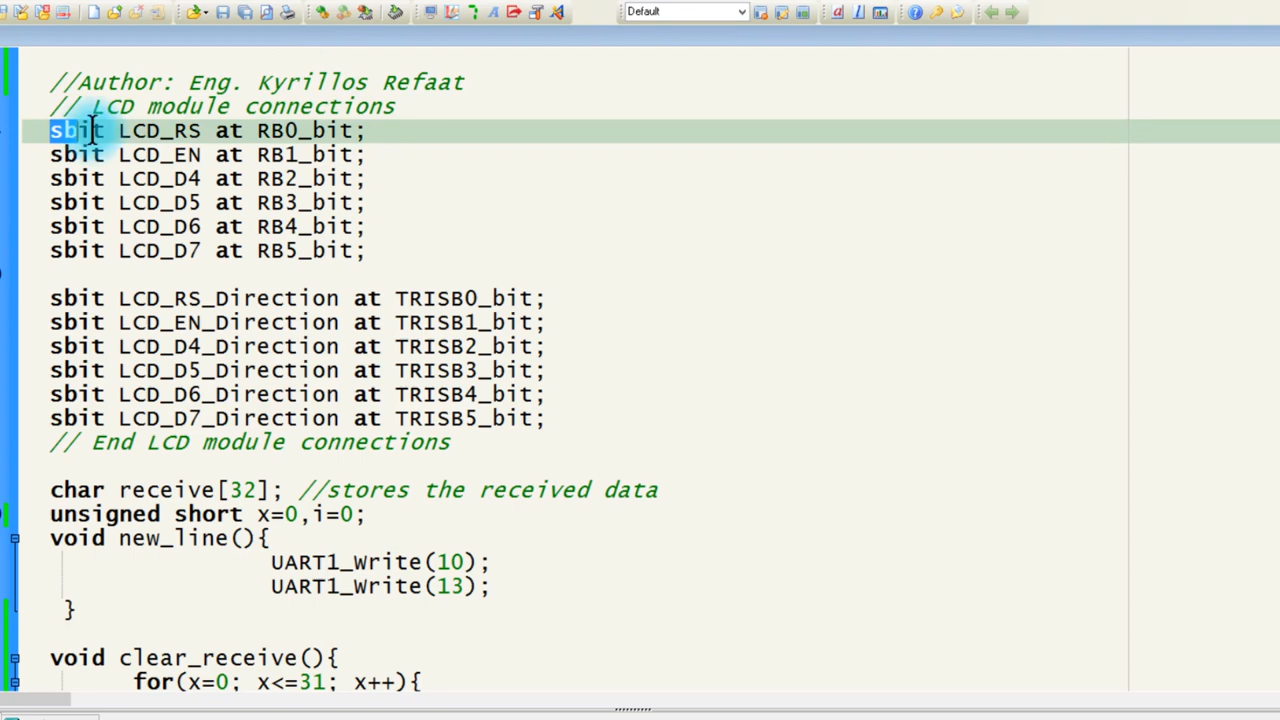 Default
//Author: Eng. Kyrillos Refaat
// LCD module connections
sbit LCD_RS at RB0_bit;
sbit LCD_EN at RB1_bit;
sbit LCD_D4 at RB2_bit;
sbit LCD_D5 at RB3_bit;
sbit LCD_D6 at RB4_bit;
sbit LCD_D7 at RB5_bit;
sbit LCD_RS_Direction at TRISB0_bit;
sbit LCD_EN_Direction at TRISB1_bit;
sbit LCD_D4_Direction at TRISB2_bit;
sbit LCD_D5_Direction at TRISB3_bit;
sbit LCD_D6_Direction at TRISB4_bit;
sbit LCD_D7_Direction at TRISB5_bit;
// End LCD module connections
char receive[32]; //stores the received data
unsigned short x=0,i=0;
void new_line(){
UART1_Write(10);
UART1_Write(13);
}
void clear_receive(){
for(x=0; x<=31; x++){